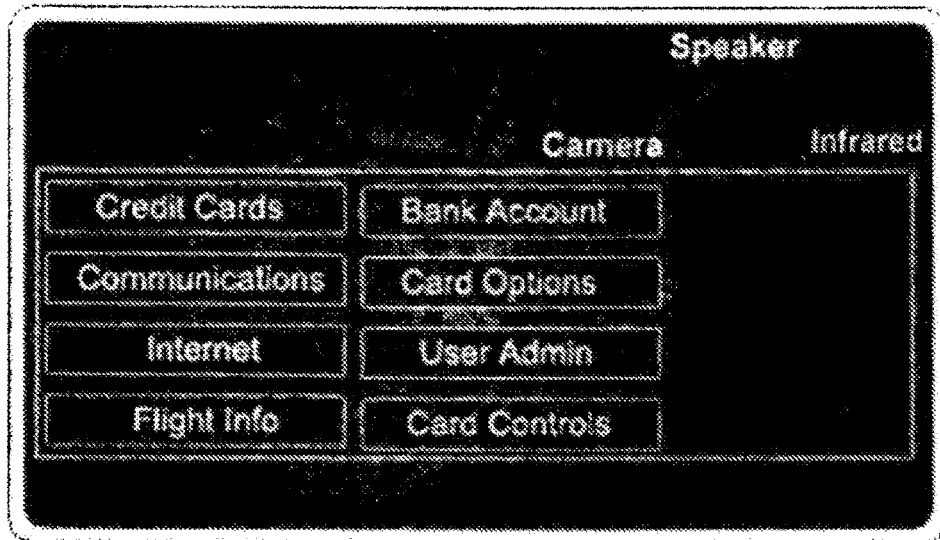 Speaker
Camera Infrared
Credit Cards Bank Account
Communications Card Options
Internet User Admin
Flight Info Card Controls